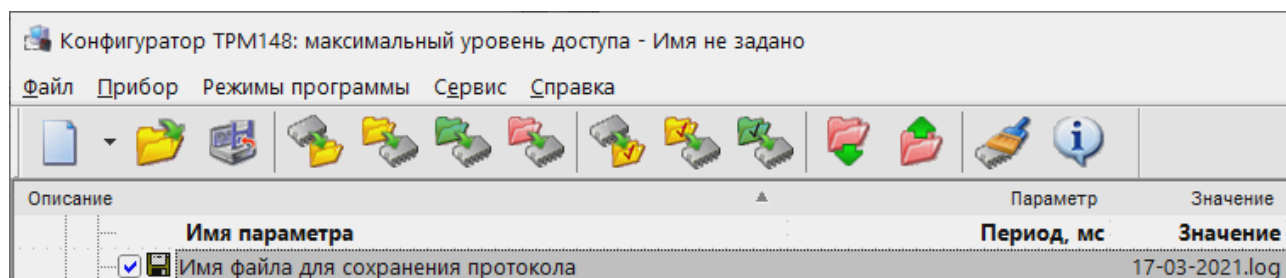 Конфигуратор ТРМ148: максимальный уровень доступа - Имя не задано
Файл Прибор Режимы программы Сервис Справка
Описание Параметр Значение
Имя параметра Период, мс Значение
Имя файла для сохранения протокола 17-03-2021.log